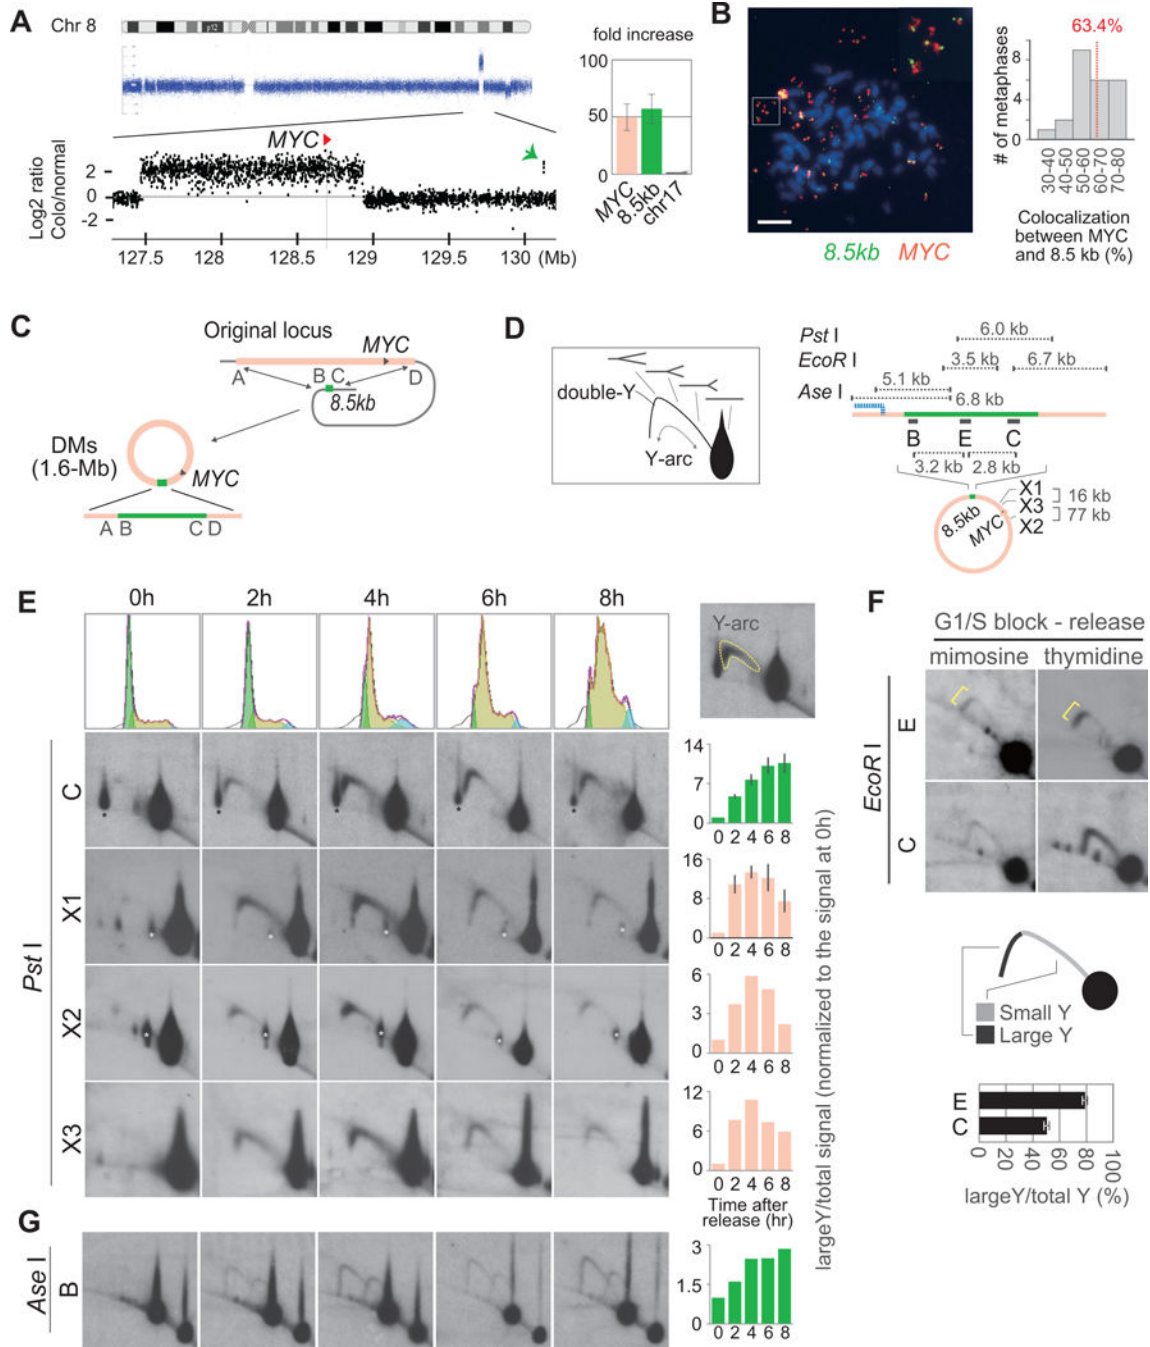 A
Chr 8
p12
fold increase
100
50
0
MYC
8.5kb
chr17
MYC
Log2 ratio
Colo/normal
2
0
-2
127.5 128 128.5 129 129.5 130 (Mb)
B
8.5kb MYC
63.4%
# of metaphases
8
4
0
30-40
40-50
50-60
60-70
70-80
Colocalization
between MYC
and 8.5 kb (%)
C
Original locus
MYC
A B C D
8.5kb
DMs
(1.6-Mb)
MYC
A B C D
D
double-Y
Y-arc
Pst I
6.0 kb
EcoR I
3.5 kb 6.7 kb
Ase I
5.1 kb
6.8 kb
B E C
3.2 kb 2.8 kb
8.5kb
MYC
X1
X3
X2
16 kb
77 kb
E
0h 2h 4h 6h 8h
Y-arc
Pst I
C
14
7
0
0 2 4 6 8
X1
16
8
0
0 2 4 6 8
X2
6
3
0
0 2 4 6 8
X3
12
6
0
0 2 4 6 8
Time after
release (hr)
largeY/total signal (normalized to the signal at 0h)
F
G1/S block - release
mimosine thymidine
EcoR I
E
C
Small Y
Large Y
E
C
0 20 40 60 80 100
largeY/total Y (%)
G
Ase I
B
3
1.5
0
0 2 4 6 8